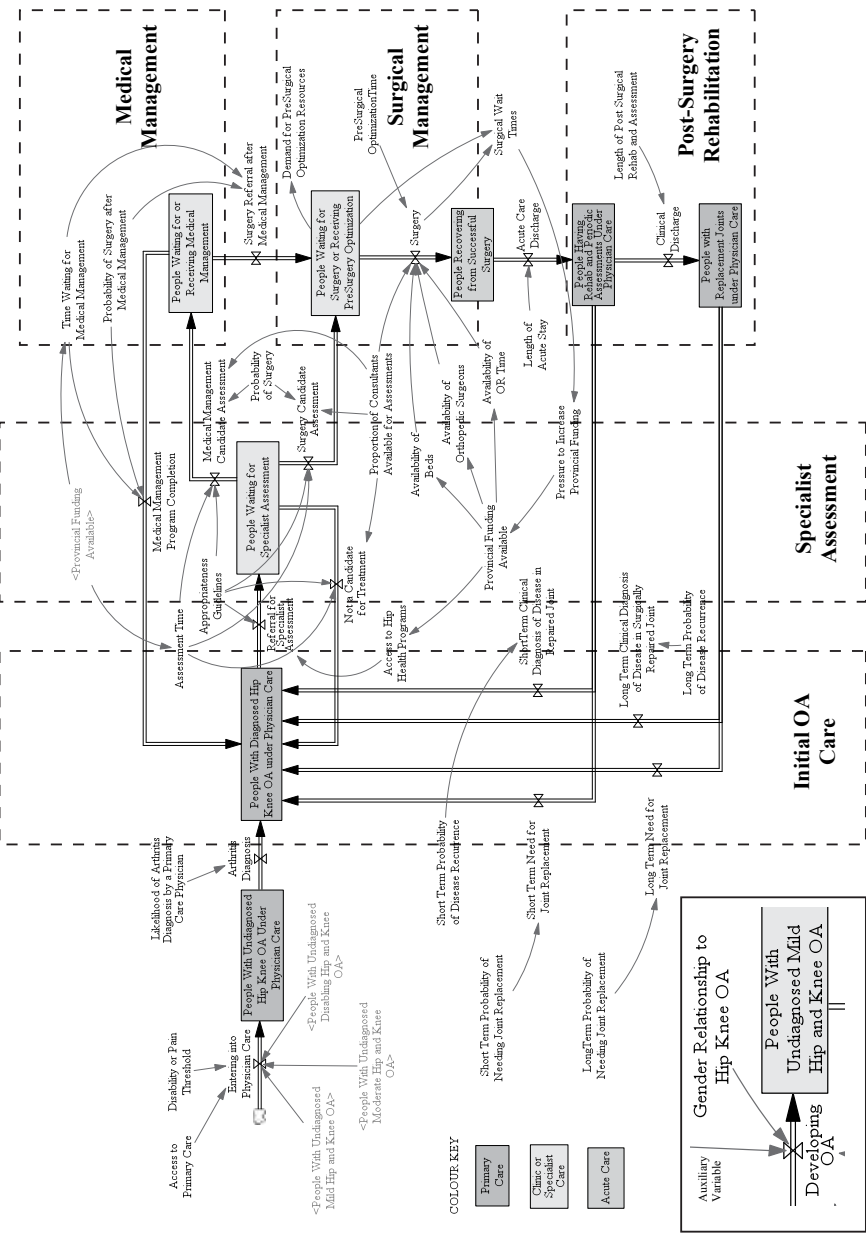 Medical
Management
Surgical
Management
Post-Surgery
Rehabilitation
Time Waiting for
Medical Management
Probability of Surgery after
Medical Management
People Waiting for or
Receiving Medical
Management
Surgery Referral after
Medical Management
Demand for PreSurgical
Optimization Resources
People Waiting for
Surgery or Receiving
PreSurgery Optimization
PreSurgical
OptimizationTime
Surgery
People Recovering
from Successful
Surgery
Surgical Wait
Times
Acute Care
Discharge
Length of
Acute Stay
People Having
Rehab and Periodic
Assessments Under
Physician Care
Length of Post Surgical
Rehab and Assessment
Clinical
Discharge
People with
Replacement Joints
under Physician Care
Specialist
Assessment
<Provincial Funding
Available>
Medical Management
Program Completion
Medical Management
Candidate Assessment
Probability
of Surgery
Surgery Candidate
Assessment
People Waiting for
Specialist Assessment
Proportion of Consultants
Available for Assessments
Availability of
Beds
Availability of
Orthopedic Surgeons
Availability of
OR Time
Pressure to Increase
Provincial Funding
Provincial Funding
Available
Not a Candidate
for Treatment
Assessment Time
Appropriateness
Guidelines
Referral for
Specialist
Assessment
Access to Hip
Health Programs
ShortTerm Clinical
Diagnosis of Disease in
Repaired Joint
Long Term Clinical Diagnosis
of Disease in Surgically
Repaired Joint
Long Term Probability
of Disease Recurrence
Initial OA
Care
People With Diagnosed Hip
Knee OA under Physician Care
Likelihood of Arthritis
Diagnosis by a Primary
Care Physician
Arthritis
Diagnosis
People With Undiagnosed
Hip Knee OA Under
Physician Care
Short Term Probability
of Disease Recurrence
Short Term Need for
Joint Replacement
Long Term Need for
Joint Replacement
Short Term Probability of
Needing Joint Replacement
LongTerm Probability of
Needing Joint Replacement
Access to
Primary Care
Disability or Pain
Threshold
Entering into
Physician Care
<People With Undiagnosed
Mild Hip and Knee OA>
<People With Undiagnosed
Disabling Hip and Knee
OA>
<People With Undiagnosed
Moderate Hip and Knee
OA>
COLOUR KEY
Primary
Care
Clinic or
Specialist
Care
Acute Care
Auxiliary
Variable
Gender Relationship to
Hip Knee OA
Developing
OA
People With
Undiagnosed Mild
Hip and Knee OA